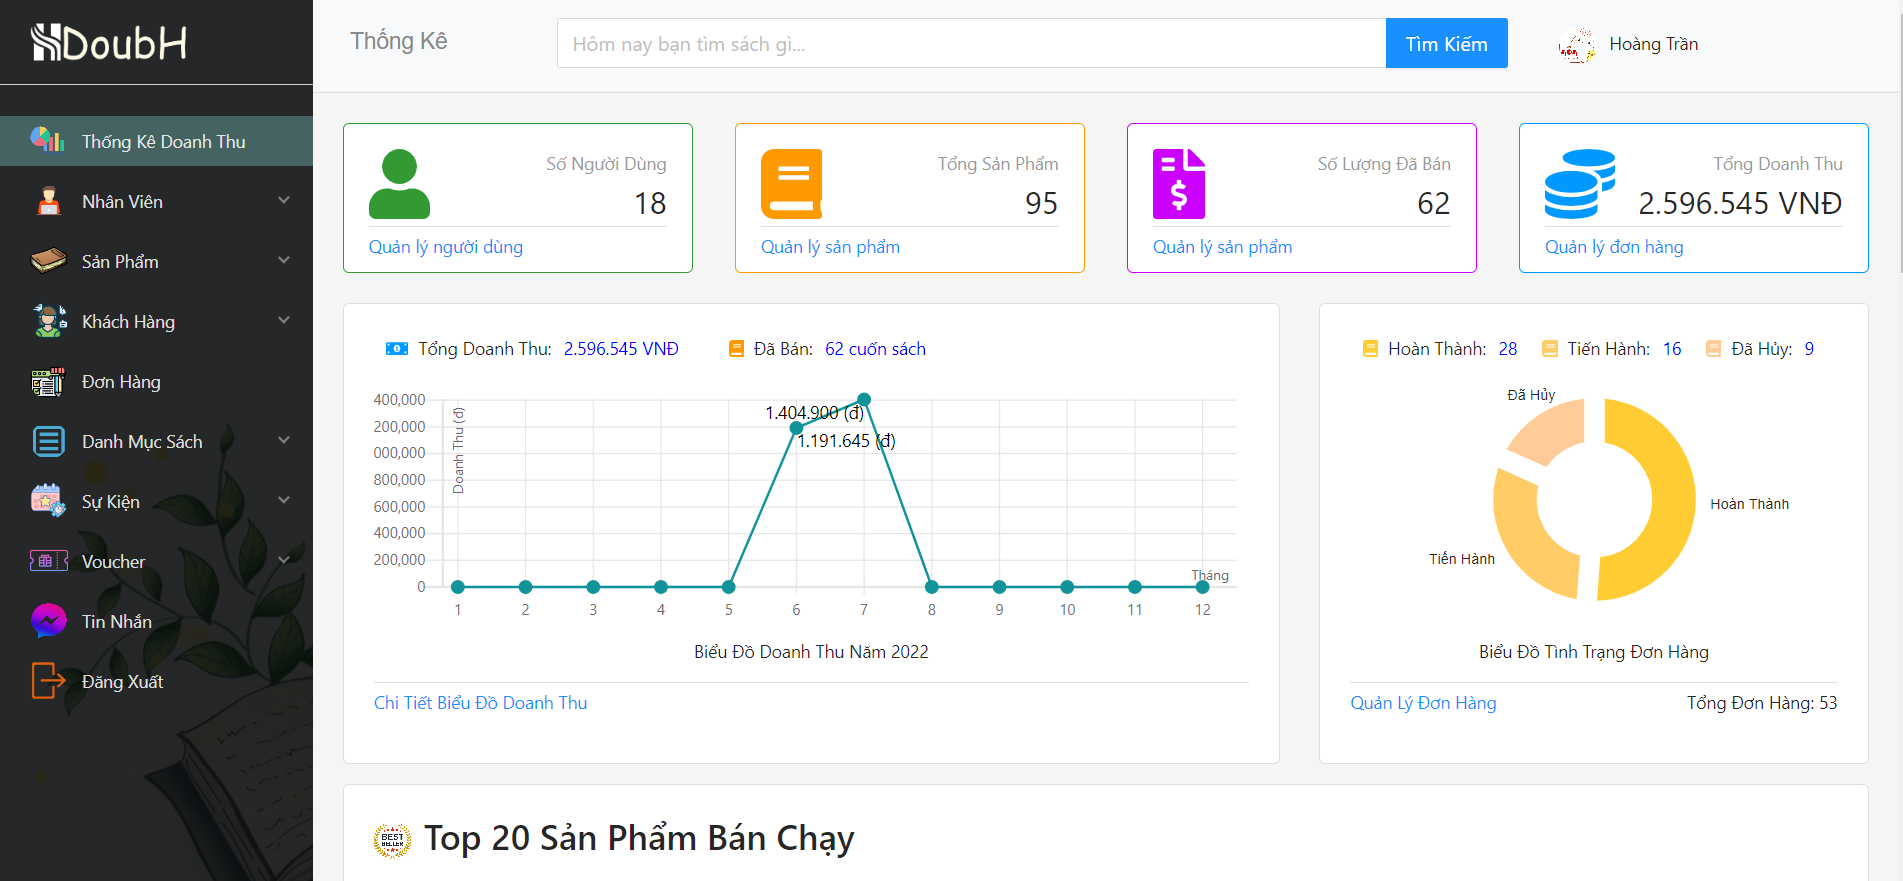 DoubH
Thống Kê Doanh Thu
Nhân Viên
Sản Phẩm
Khách Hàng
Đơn Hàng
Danh Mục Sách
Sự Kiện
Voucher
Tin Nhắn
Đăng Xuất
Thống Kê
Hôm nay bạn tìm sách gì...
Tìm Kiếm
Hoàng Trần
Số Người Dùng
18
Quản lý người dùng
Tổng Sản Phẩm
95
Quản lý sản phẩm
Số Lượng Đã Bán
62
Quản lý sản phẩm
Tổng Doanh Thu
2.596.545 VNĐ
Quản lý đơn hàng
Tổng Doanh Thu: 2.596.545 VNĐ Đã Bán: 62 cuốn sách
400,000
200,000
000,000
800,000
600,000
400,000
200,000
0
Doanh Thu (đ)
1.404.900 (đ)
1.191.645 (đ)
Tháng
1 2 3 4 5 6 7 8 9 10 11 12
Biểu Đồ Doanh Thu Năm 2022
Chi Tiết Biểu Đồ Doanh Thu
Hoàn Thành: 28 Tiến Hành: 16 Đã Hủy: 9
Đã Hủy
Hoàn Thành
Tiến Hành
Biểu Đồ Tình Trạng Đơn Hàng
Quản Lý Đơn Hàng Tổng Đơn Hàng: 53
BEST
SELLER
Top 20 Sản Phẩm Bán Chạy